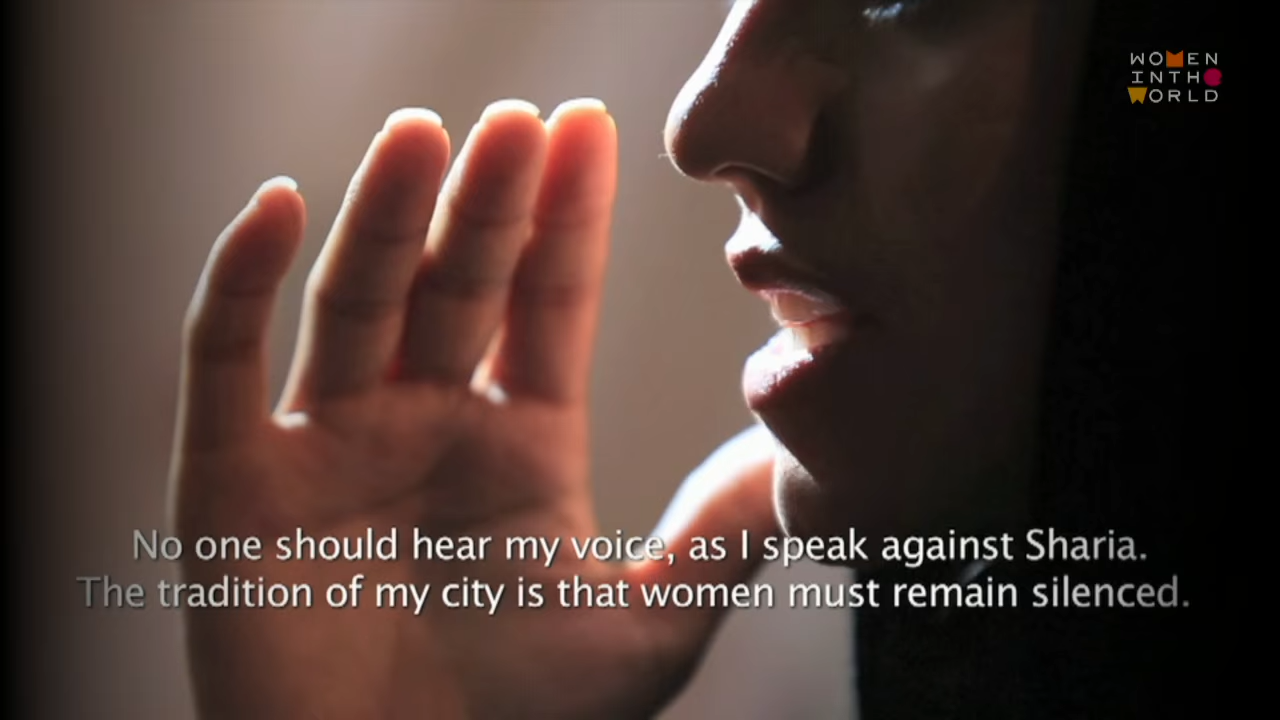 WOMEN
INTHE
WORLD
No one should hear my voice, as I speak against Sharia.
The tradition of my city is that women must remain silenced.